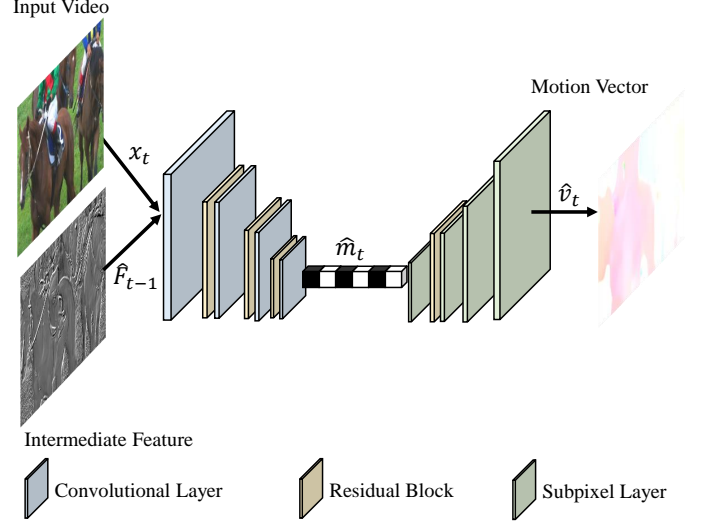 Input Video
Motion Vector
x_t
v̂_t
m̂_t
F̂_{t−1}
Intermediate Feature
Convolutional Layer
Residual Block
Subpixel Layer